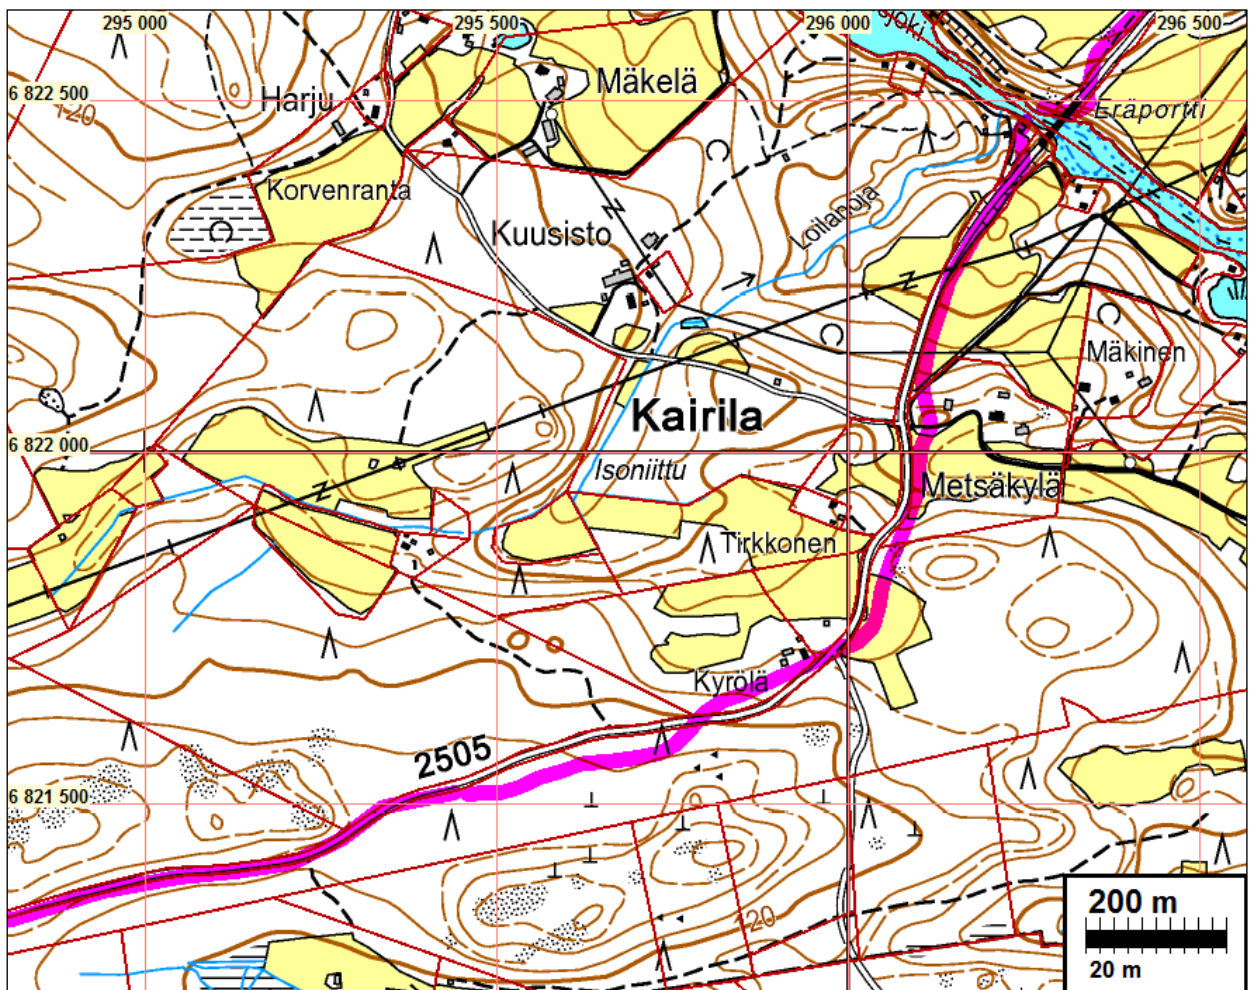 295 000
295 500
296 000
296 500
Mäkelä
6 822 500
Harju
120
Eräportti
Korvenranta
Kuusisto
Loilanoja
Mäkinen
Kairila
6 822 000
Isoniittu
Metsäkylä
Tirkkonen
1
Kyrölä
2505
6 821 500
200 m
120
20 m